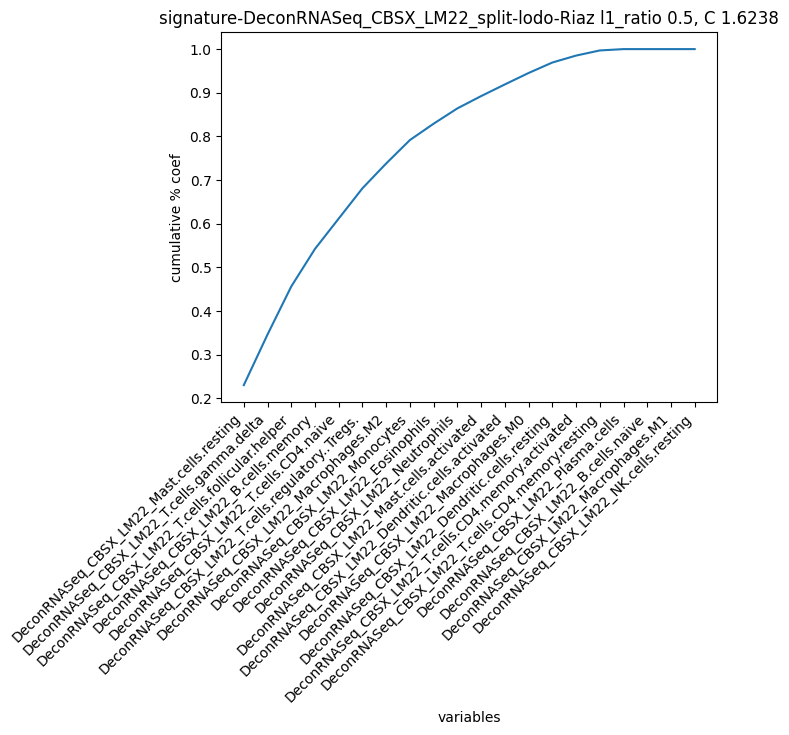 signature-DeconRNASeq_CBSX_LM22_split-lodo-Riaz l1_ratio 0.5, C 1.6238
1.0
0.9
0.8
0.7
0.6
0.5
0.4
0.3
0.2
cumulative % coef
DeconRNASeq_CBSX_LM22_Mast.cells.resting
DeconRNASeq_CBSX_LM22_T.cells.gamma.delta
DeconRNASeq_CBSX_LM22_T.cells.follicular.helper
DeconRNASeq_CBSX_LM22_B.cells.memory
DeconRNASeq_CBSX_LM22_T.cells.CD4.naive
DeconRNASeq_CBSX_LM22_T.cells.regulatory..Tregs.
DeconRNASeq_CBSX_LM22_Macrophages.M2
DeconRNASeq_CBSX_LM22_Monocytes
DeconRNASeq_CBSX_LM22_Eosinophils
DeconRNASeq_CBSX_LM22_Neutrophils
DeconRNASeq_CBSX_LM22_Mast.cells.activated
DeconRNASeq_CBSX_LM22_Dendritic.cells.activated
DeconRNASeq_CBSX_LM22_Macrophages.M0
DeconRNASeq_CBSX_LM22_Dendritic.cells.resting
DeconRNASeq_CBSX_LM22_T.cells.CD4.memory.activated
DeconRNASeq_CBSX_LM22_T.cells.CD4.memory.resting
DeconRNASeq_CBSX_LM22_Plasma.cells
DeconRNASeq_CBSX_LM22_B.cells.naive
DeconRNASeq_CBSX_LM22_Macrophages.M1
DeconRNASeq_CBSX_LM22_NK.cells.resting
variables